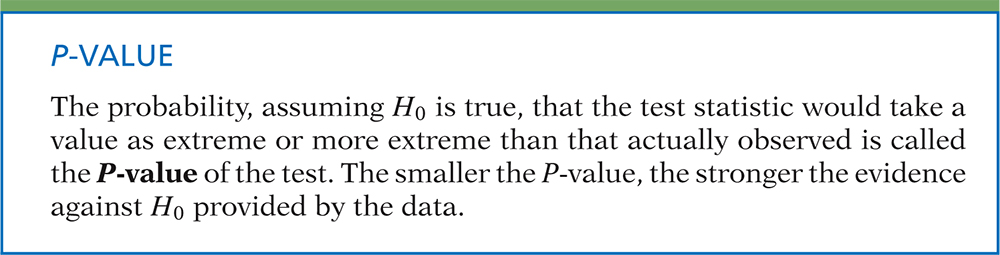 P-VALUE
The probability, assuming H₀ is true, that the test statistic would take a
value as extreme or more extreme than that actually observed is called
the P-value of the test. The smaller the P-value, the stronger the evidence
against H₀ provided by the data.